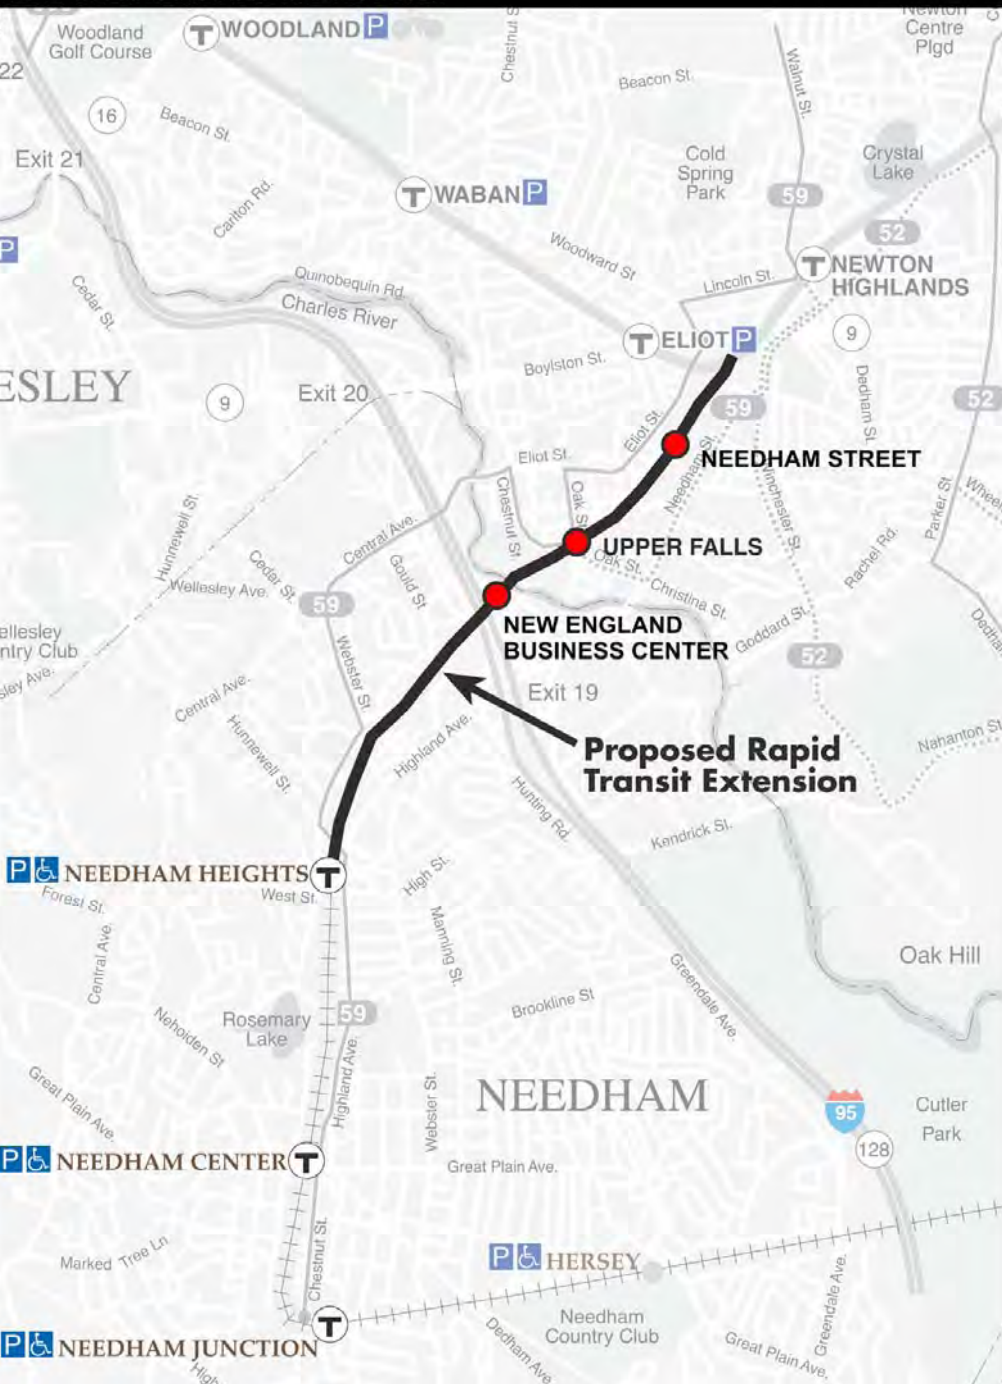 Woodland
Golf Course
T WOODLAND P
Chestnut S
Newton
Centre
Plgd
22
16
Beacon St.
Beacon St.
Walnut St.
Exit 21
Carlton Rd.
T WABAN P
Cold
Spring
Park
Crystal
Lake
59
52
P
Woodward St
Cedar St.
Quinobequin Rd
Charles River
Lincoln St.
T NEWTON
HIGHLANDS
T ELIOT P
9
Boylston St.
ESLEY
9
Exit 20
Dedham St.
59
52
Eliot St.
Eliot St.
NEEDHAM STREET
Needham St.
Winchester St.
Parker St.
Whee
Hunnewell St.
Central Ave.
Chestnut St.
Oak St.
UPPER FALLS
Oak St.
Rachel Rd.
Cedar St.
Gould St.
Wellesley Ave.
59
Christina St.
Goddard St.
52
Dedha
ellesley
ntry Club
sley Ave.
NEW ENGLAND
BUSINESS CENTER
Webster St.
Central Ave.
Exit 19
Hunnewell St.
Highland Ave.
Nahanton St
Proposed Rapid
Transit Extension
Hunting Rd.
Kendrick St.
P NEEDHAM HEIGHTS T
Forest St.
West St.
High St.
Central Ave.
Manning St.
Oak Hill
Greendale Ave.
Brookline St
Nehoiden St
Rosemary
Lake
59
Highland Ave.
Great Plain Ave.
Webster St.
NEEDHAM
95
Cutler
Park
128
P NEEDHAM CENTER T
Great Plain Ave.
Chestnut St.
Marked Tree Ln
P HERSEY
Greendale Ave.
Needham
Country Club
P NEEDHAM JUNCTION T
Dedham Ave
Great Plain Ave.
High